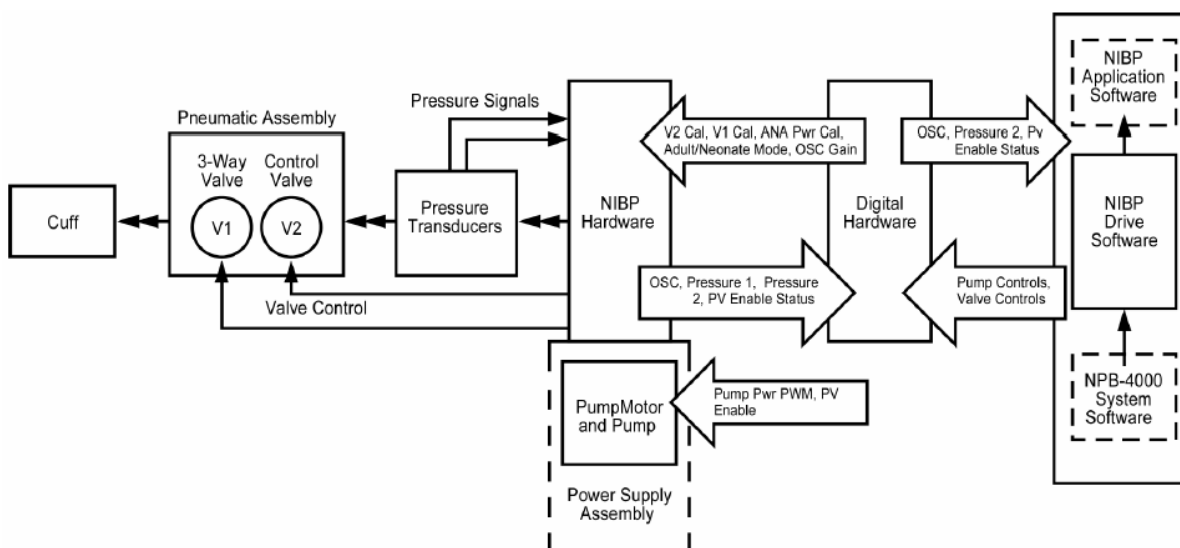 Pneumatic Assembly
3-Way
Valve
Control
Valve
V1
V2
Cuff
Pressure Signals
Pressure
Transducers
Valve Control
NIBP
Hardware
V2 Cal, V1 Cal, ANA Pwr Cal,
Adult/Neonate Mode, OSC Gain
OSC, Pressure 1, Pressure
2, PV Enable Status
Digital
Hardware
OSC, Pressure 2, Pv
Enable Status
Pump Controls,
Valve Controls
NIBP
Application
Software
NIBP
Drive
Software
NPB-4000
System
Software
PumpMotor
and Pump
Pump Pwr PWM, PV
Enable
Power Supply
Assembly